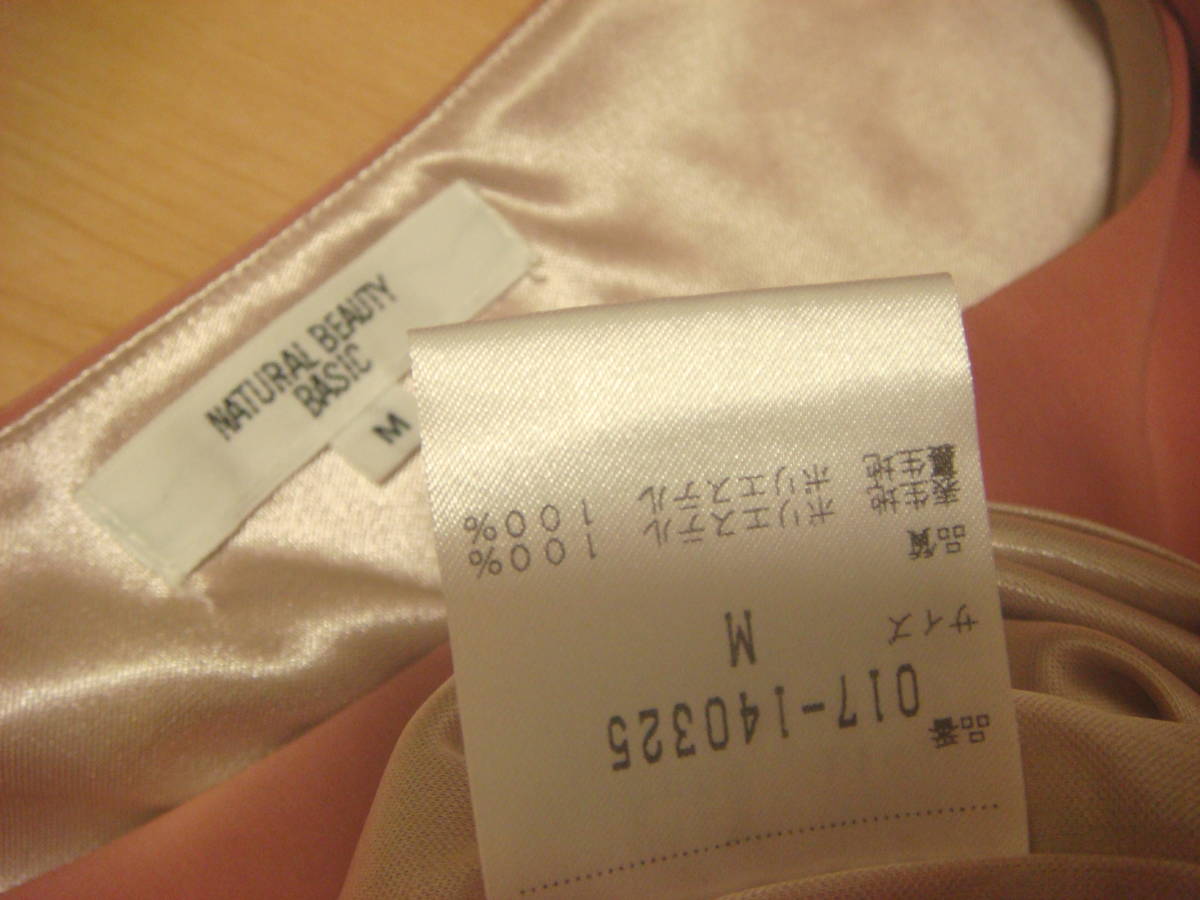 NATURAL BEAUTY
BASIC
M
品番
017-140325
サイズ
M
品質
表生地 ポリエステル 100%
裏生地 ポリエステル 100%